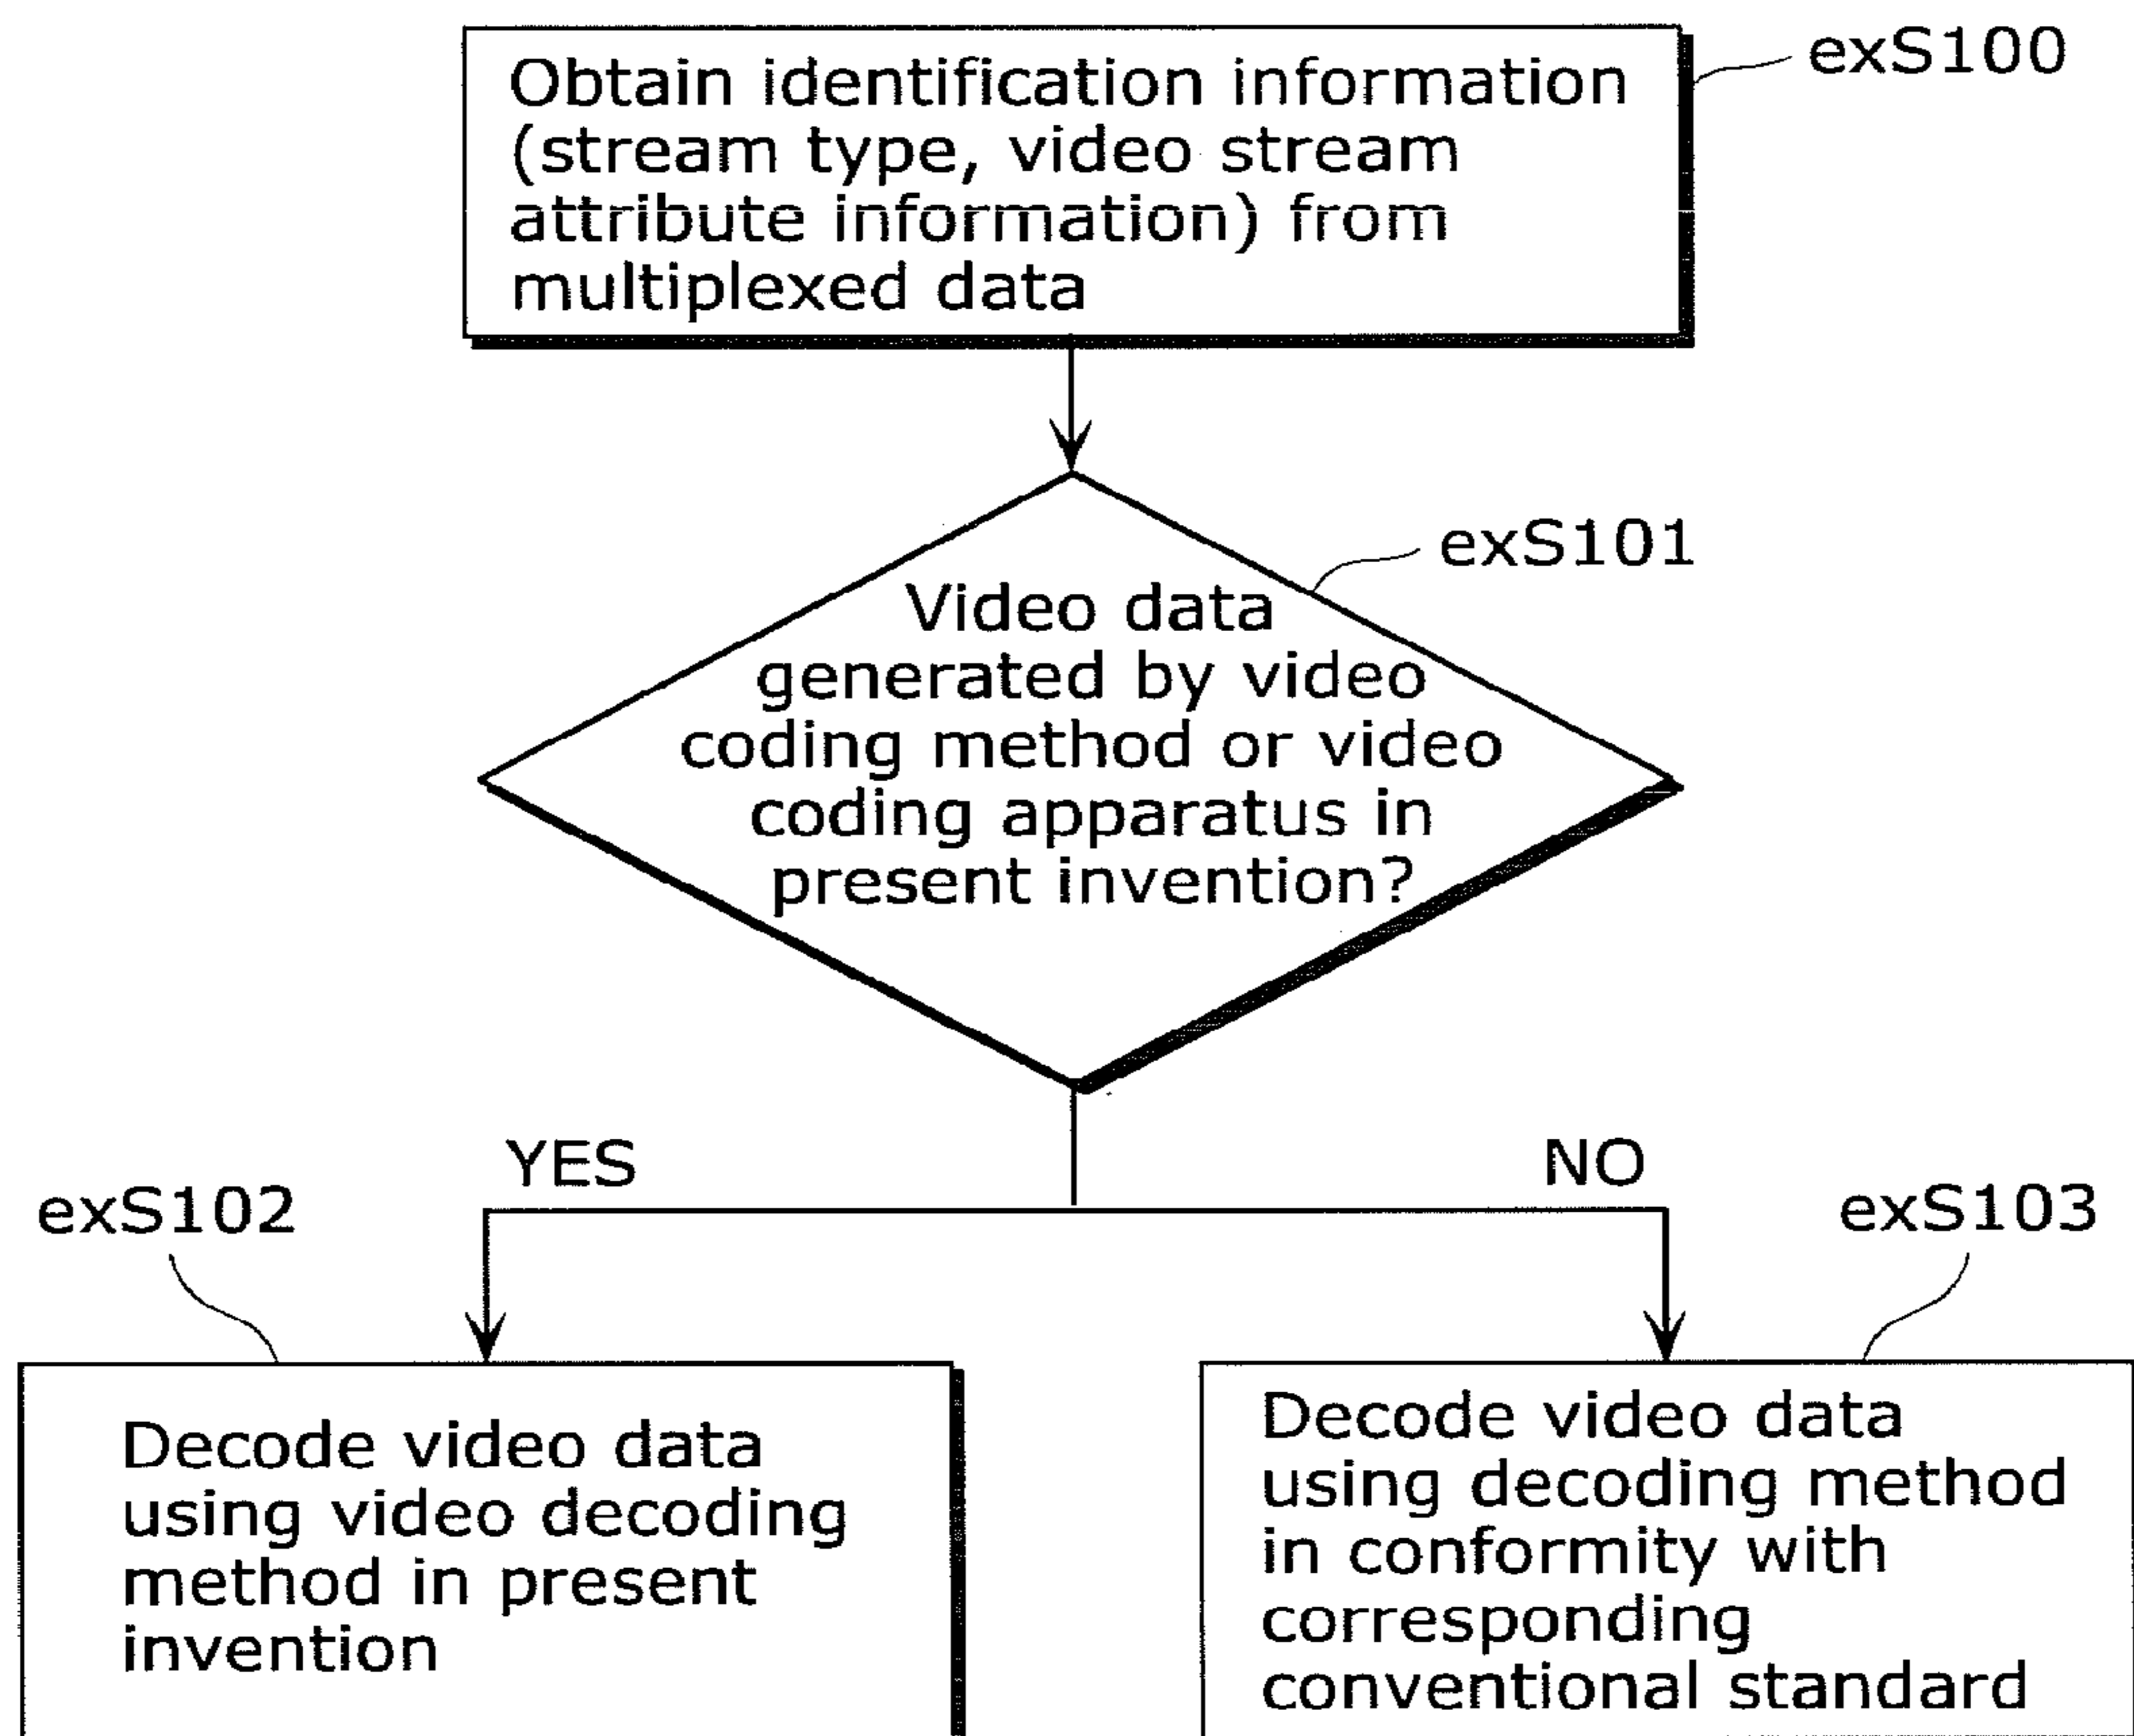 exS100
Obtain identification information
(stream type, video stream
attribute information) from
multiplexed data
exS101
Video data
generated by video
coding method or video
coding apparatus in
present invention?
YES
NO
exS102
exS103
Decode video data
using video decoding
method in present
invention
Decode video data
using decoding method
in conformity with
corresponding
conventional standard